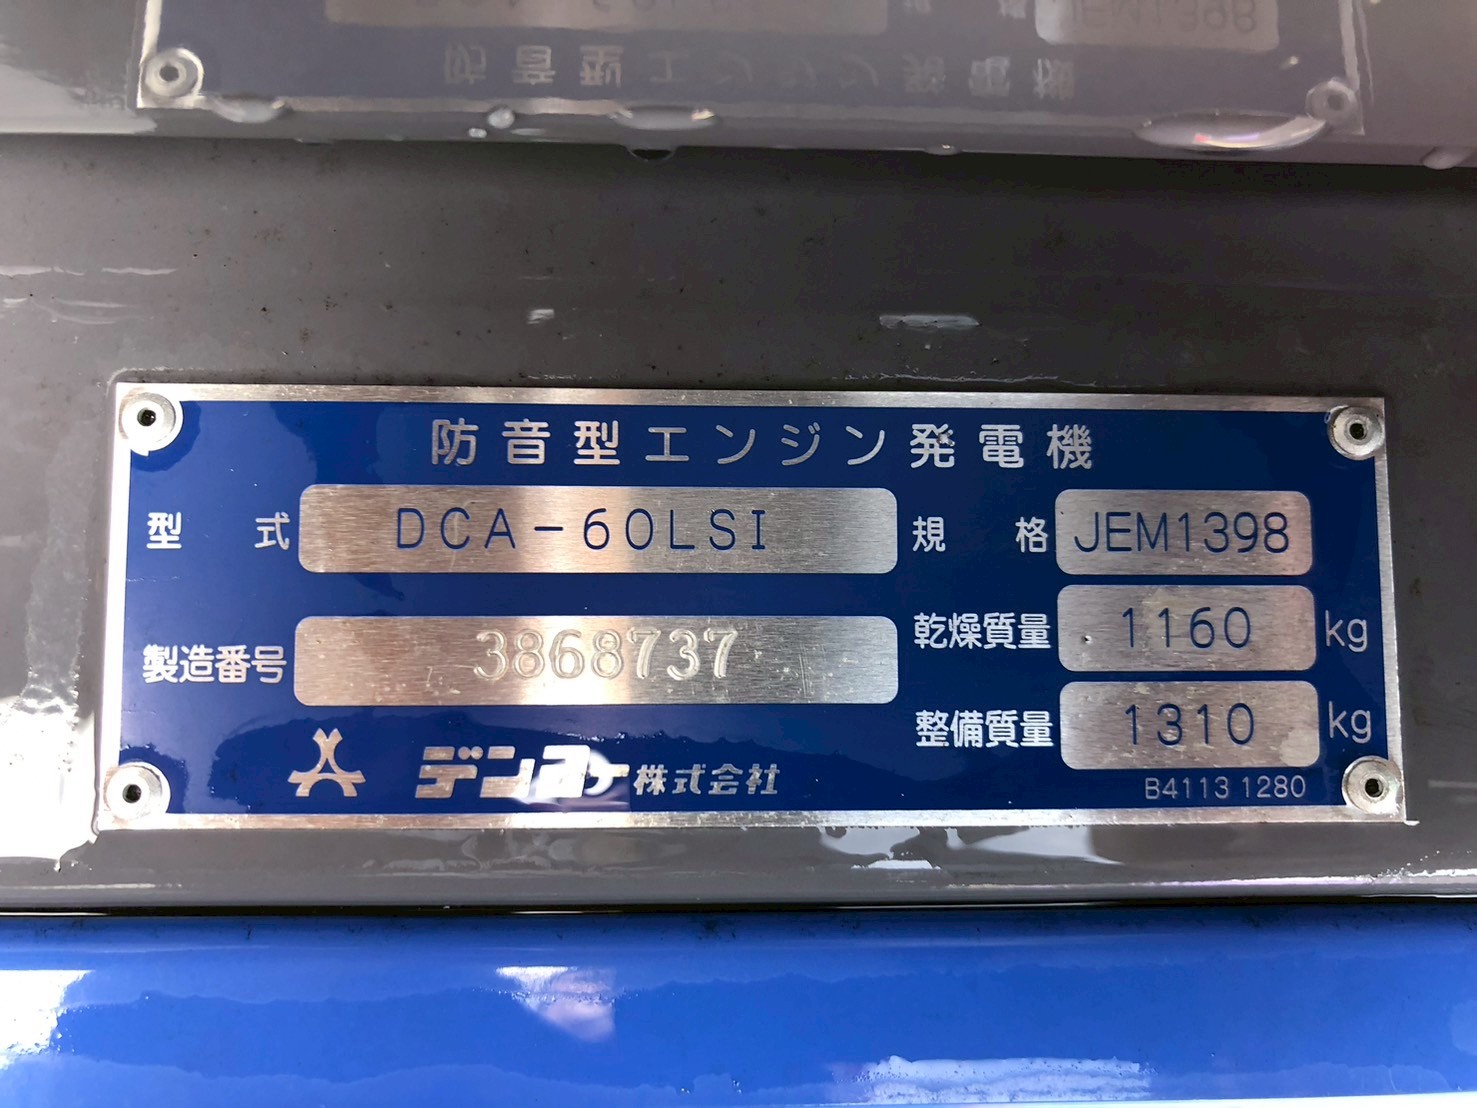 防音型エンジン発電機
型式 DCA-60LSI 規格 JEM1398
製造番号 3868737 乾燥質量 1160 kg
整備質量 1310 kg
デンヨー株式会社
B41131280